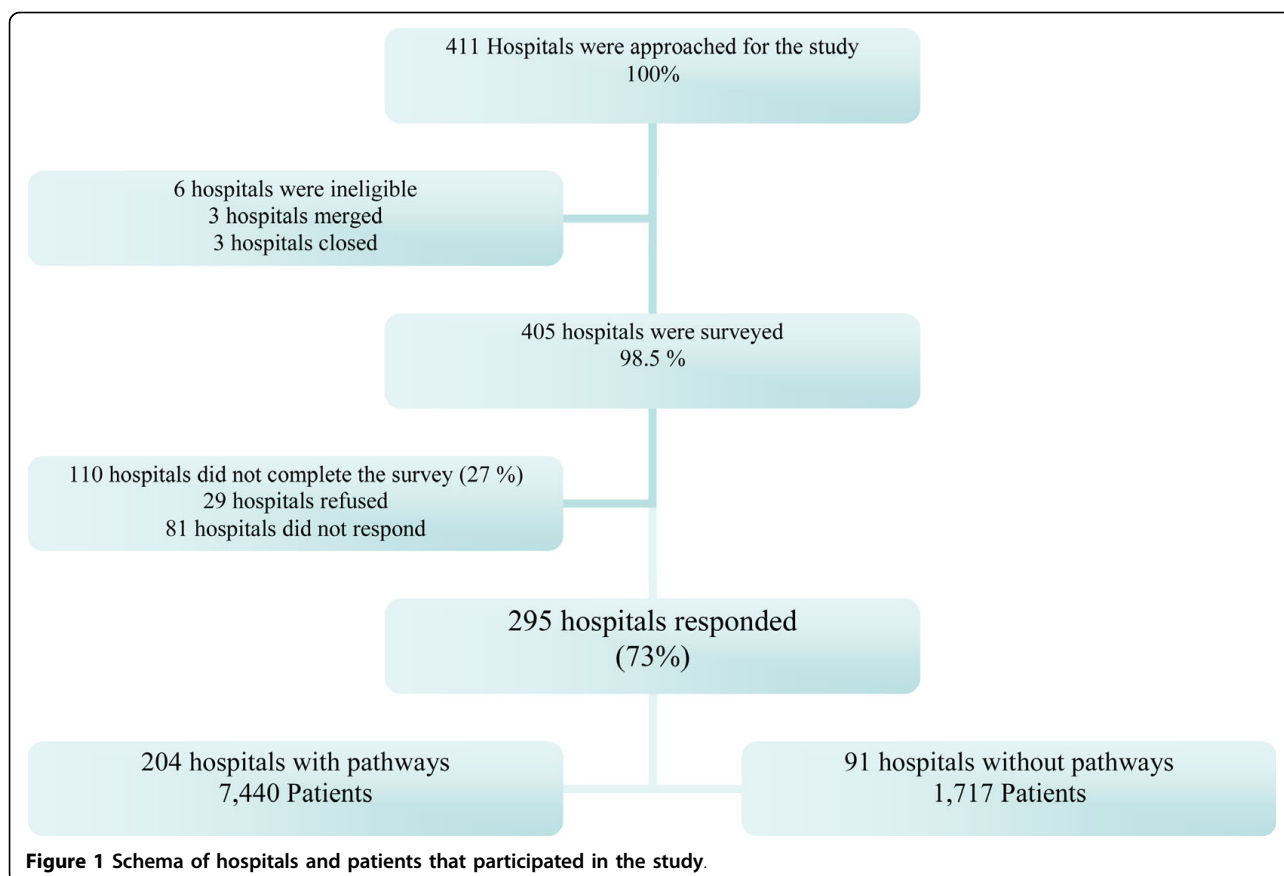 411 Hospitals were approached for the study
100%
6 hospitals were ineligible
3 hospitals merged
3 hospitals closed
405 hospitals were surveyed
98.5 %
110 hospitals did not complete the survey (27 %)
29 hospitals refused
81 hospitals did not respond
295 hospitals responded
(73%)
204 hospitals with pathways
7,440 Patients
91 hospitals without pathways
1,717 Patients
Figure 1 Schema of hospitals and patients that participated in the study.